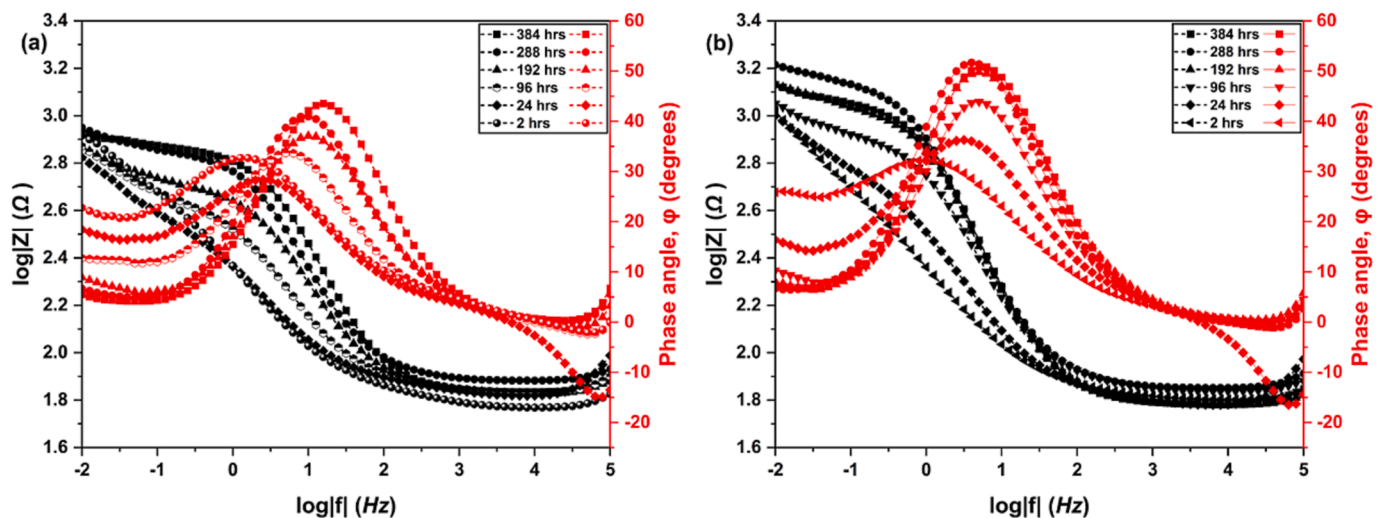 (a)
3.4
3.2
3.0
2.8
2.6
2.4
2.2
2.0
1.8
1.6
log|Z| (Ω)
-2
-1
0
1
2
3
4
5
log|f| (Hz)
60
50
40
30
20
10
0
-10
-20
Phase angle, φ (degrees)
384 hrs
288 hrs
192 hrs
96 hrs
24 hrs
2 hrs
(b)
3.4
3.2
3.0
2.8
2.6
2.4
2.2
2.0
1.8
1.6
log|Z| (Ω)
-2
-1
0
1
2
3
4
5
log|f| (Hz)
60
50
40
30
20
10
0
-10
-20
Phase angle, φ (degrees)
384 hrs
288 hrs
192 hrs
96 hrs
24 hrs
2 hrs